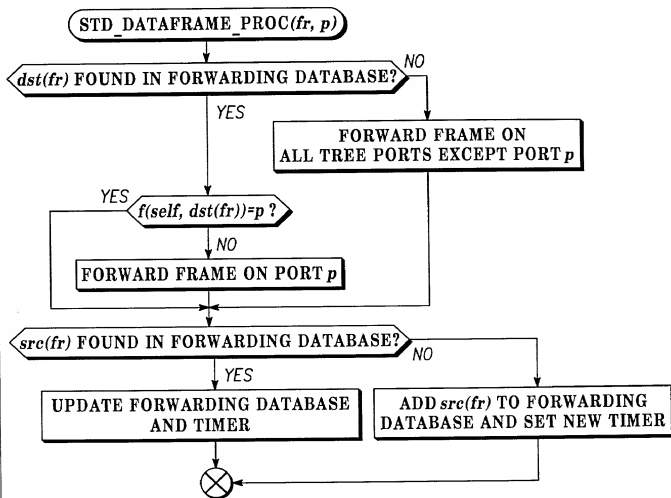 STD_DATAFRAME_PROC(fr, p)
dst(fr) FOUND IN FORWARDING DATABASE?
NO
YES
FORWARD FRAME ON
ALL TREE PORTS EXCEPT PORT p
YES
f(self, dst(fr))=p ?
NO
FORWARD FRAME ON PORT p
src(fr) FOUND IN FORWARDING DATABASE?
NO
YES
UPDATE FORWARDING DATABASE
AND TIMER
ADD src(fr) TO FORWARDING
DATABASE AND SET NEW TIMER